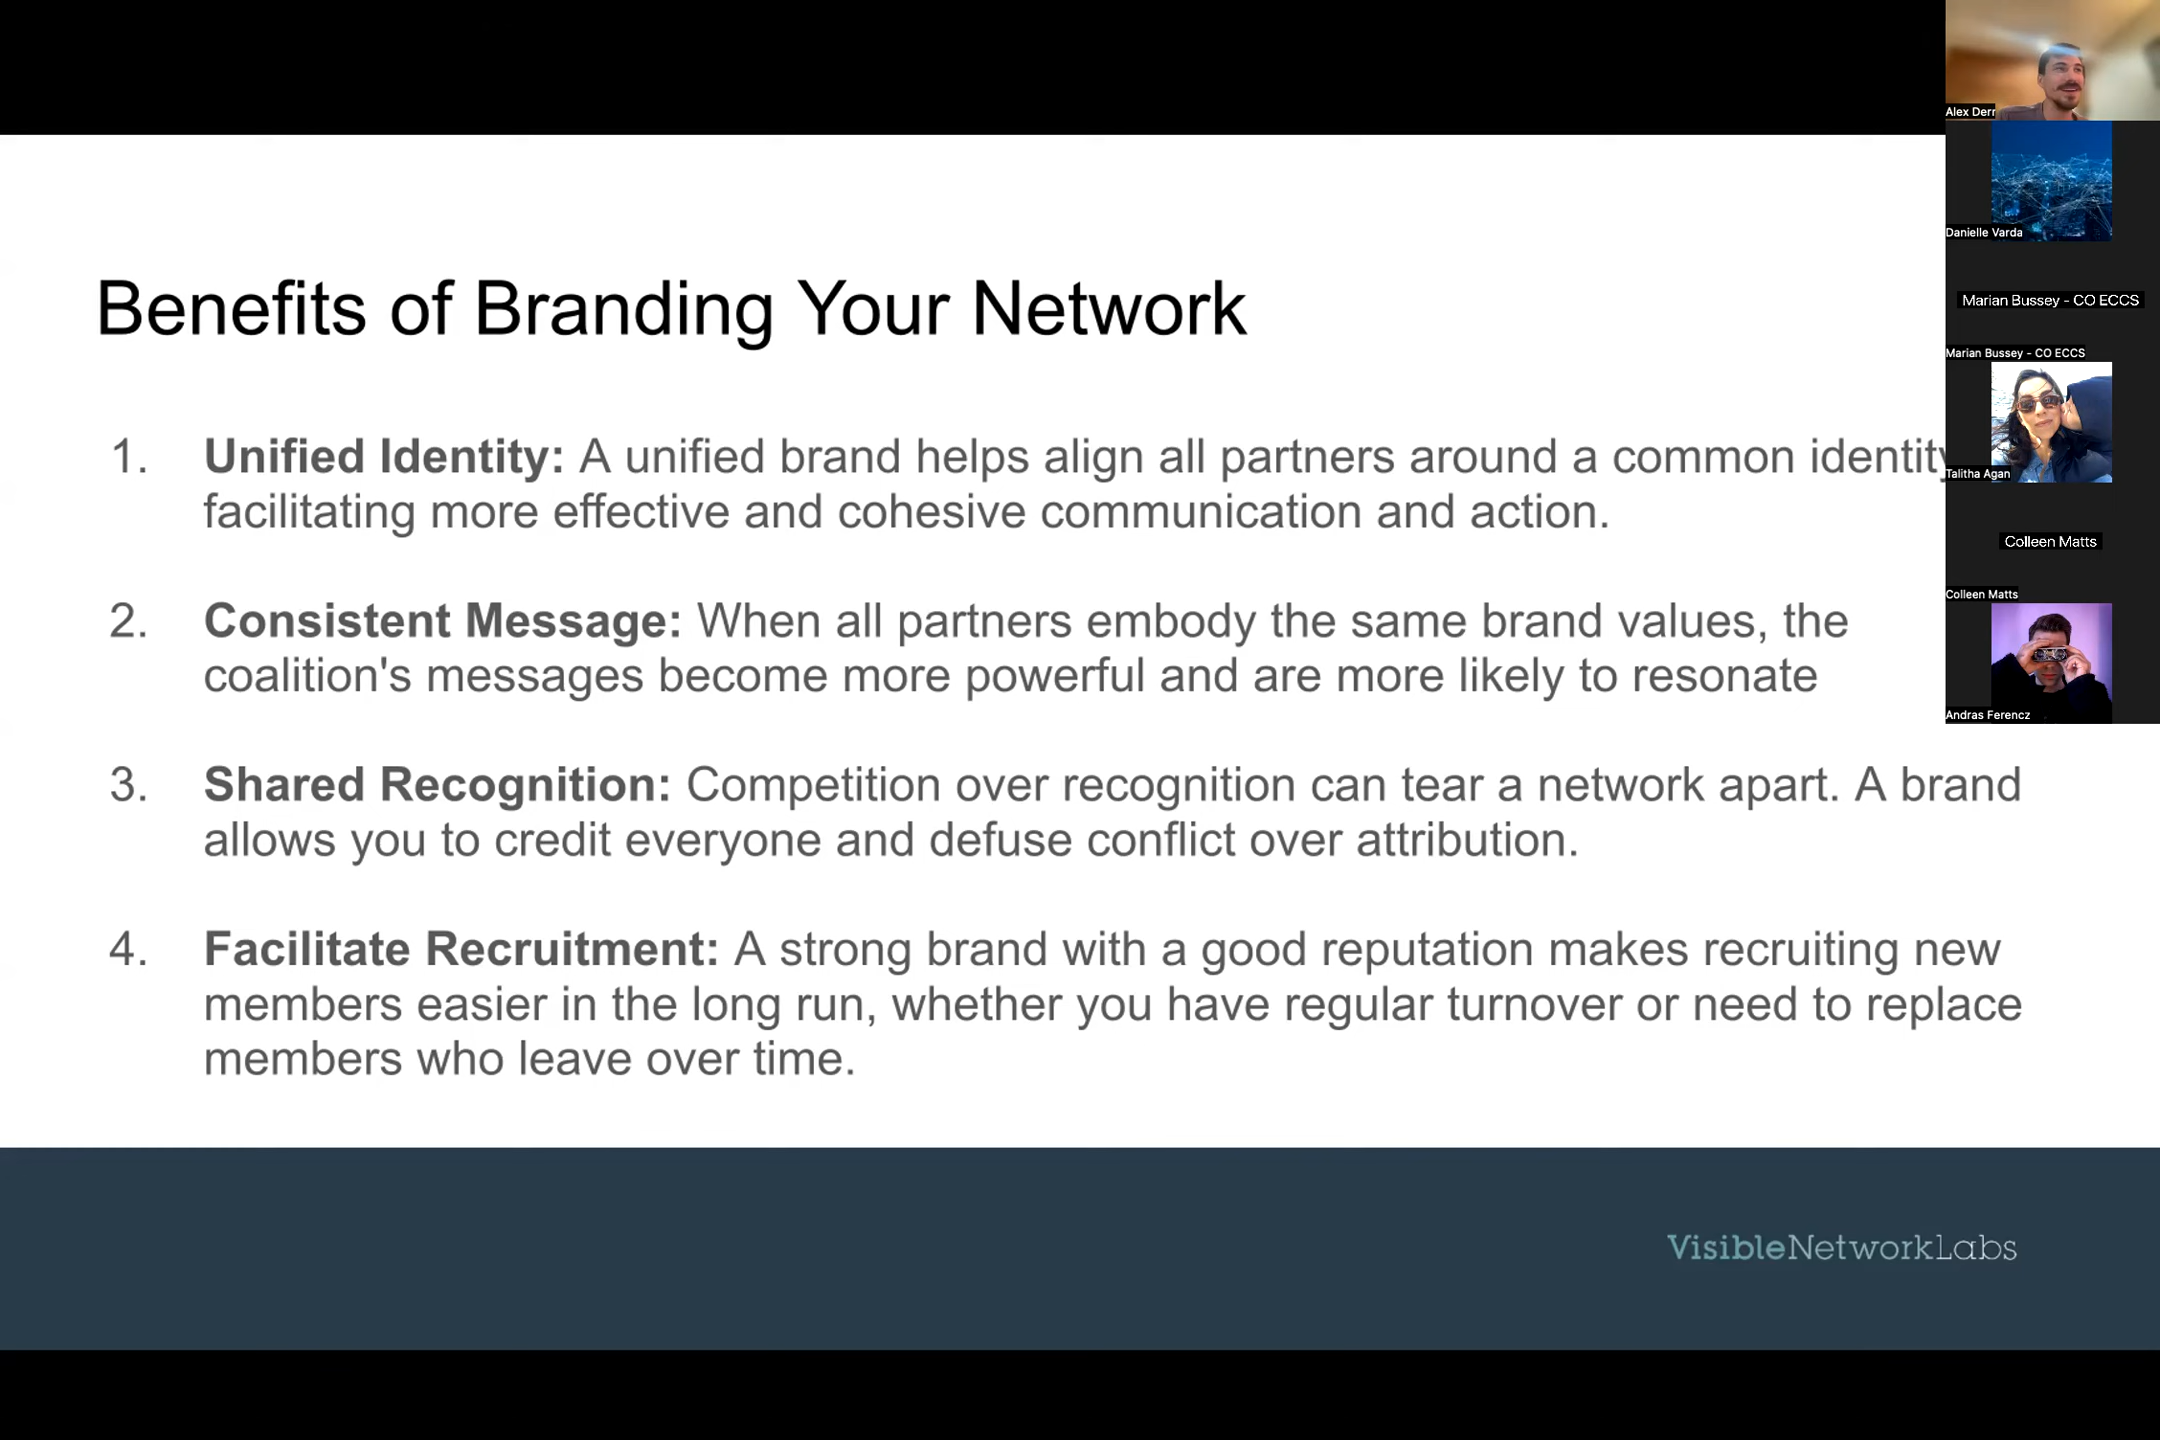 Benefits of Branding Your Network
1. Unified Identity: A unified brand helps align all partners around a common identity
facilitating more effective and cohesive communication and action.
2. Consistent Message: When all partners embody the same brand values, the
coalition's messages become more powerful and are more likely to resonate
3. Shared Recognition: Competition over recognition can tear a network apart. A brand
allows you to credit everyone and defuse conflict over attribution.
4. Facilitate Recruitment: A strong brand with a good reputation makes recruiting new
members easier in the long run, whether you have regular turnover or need to replace
members who leave over time.
VisibleNetworkLabs
Alex Derr
Danielle Varda
Marian Bussey - CO ECCS
Marian Bussey - CO ECCS
Talitha Agan
Colleen Matts
Colleen Matts
Andras Ferencz